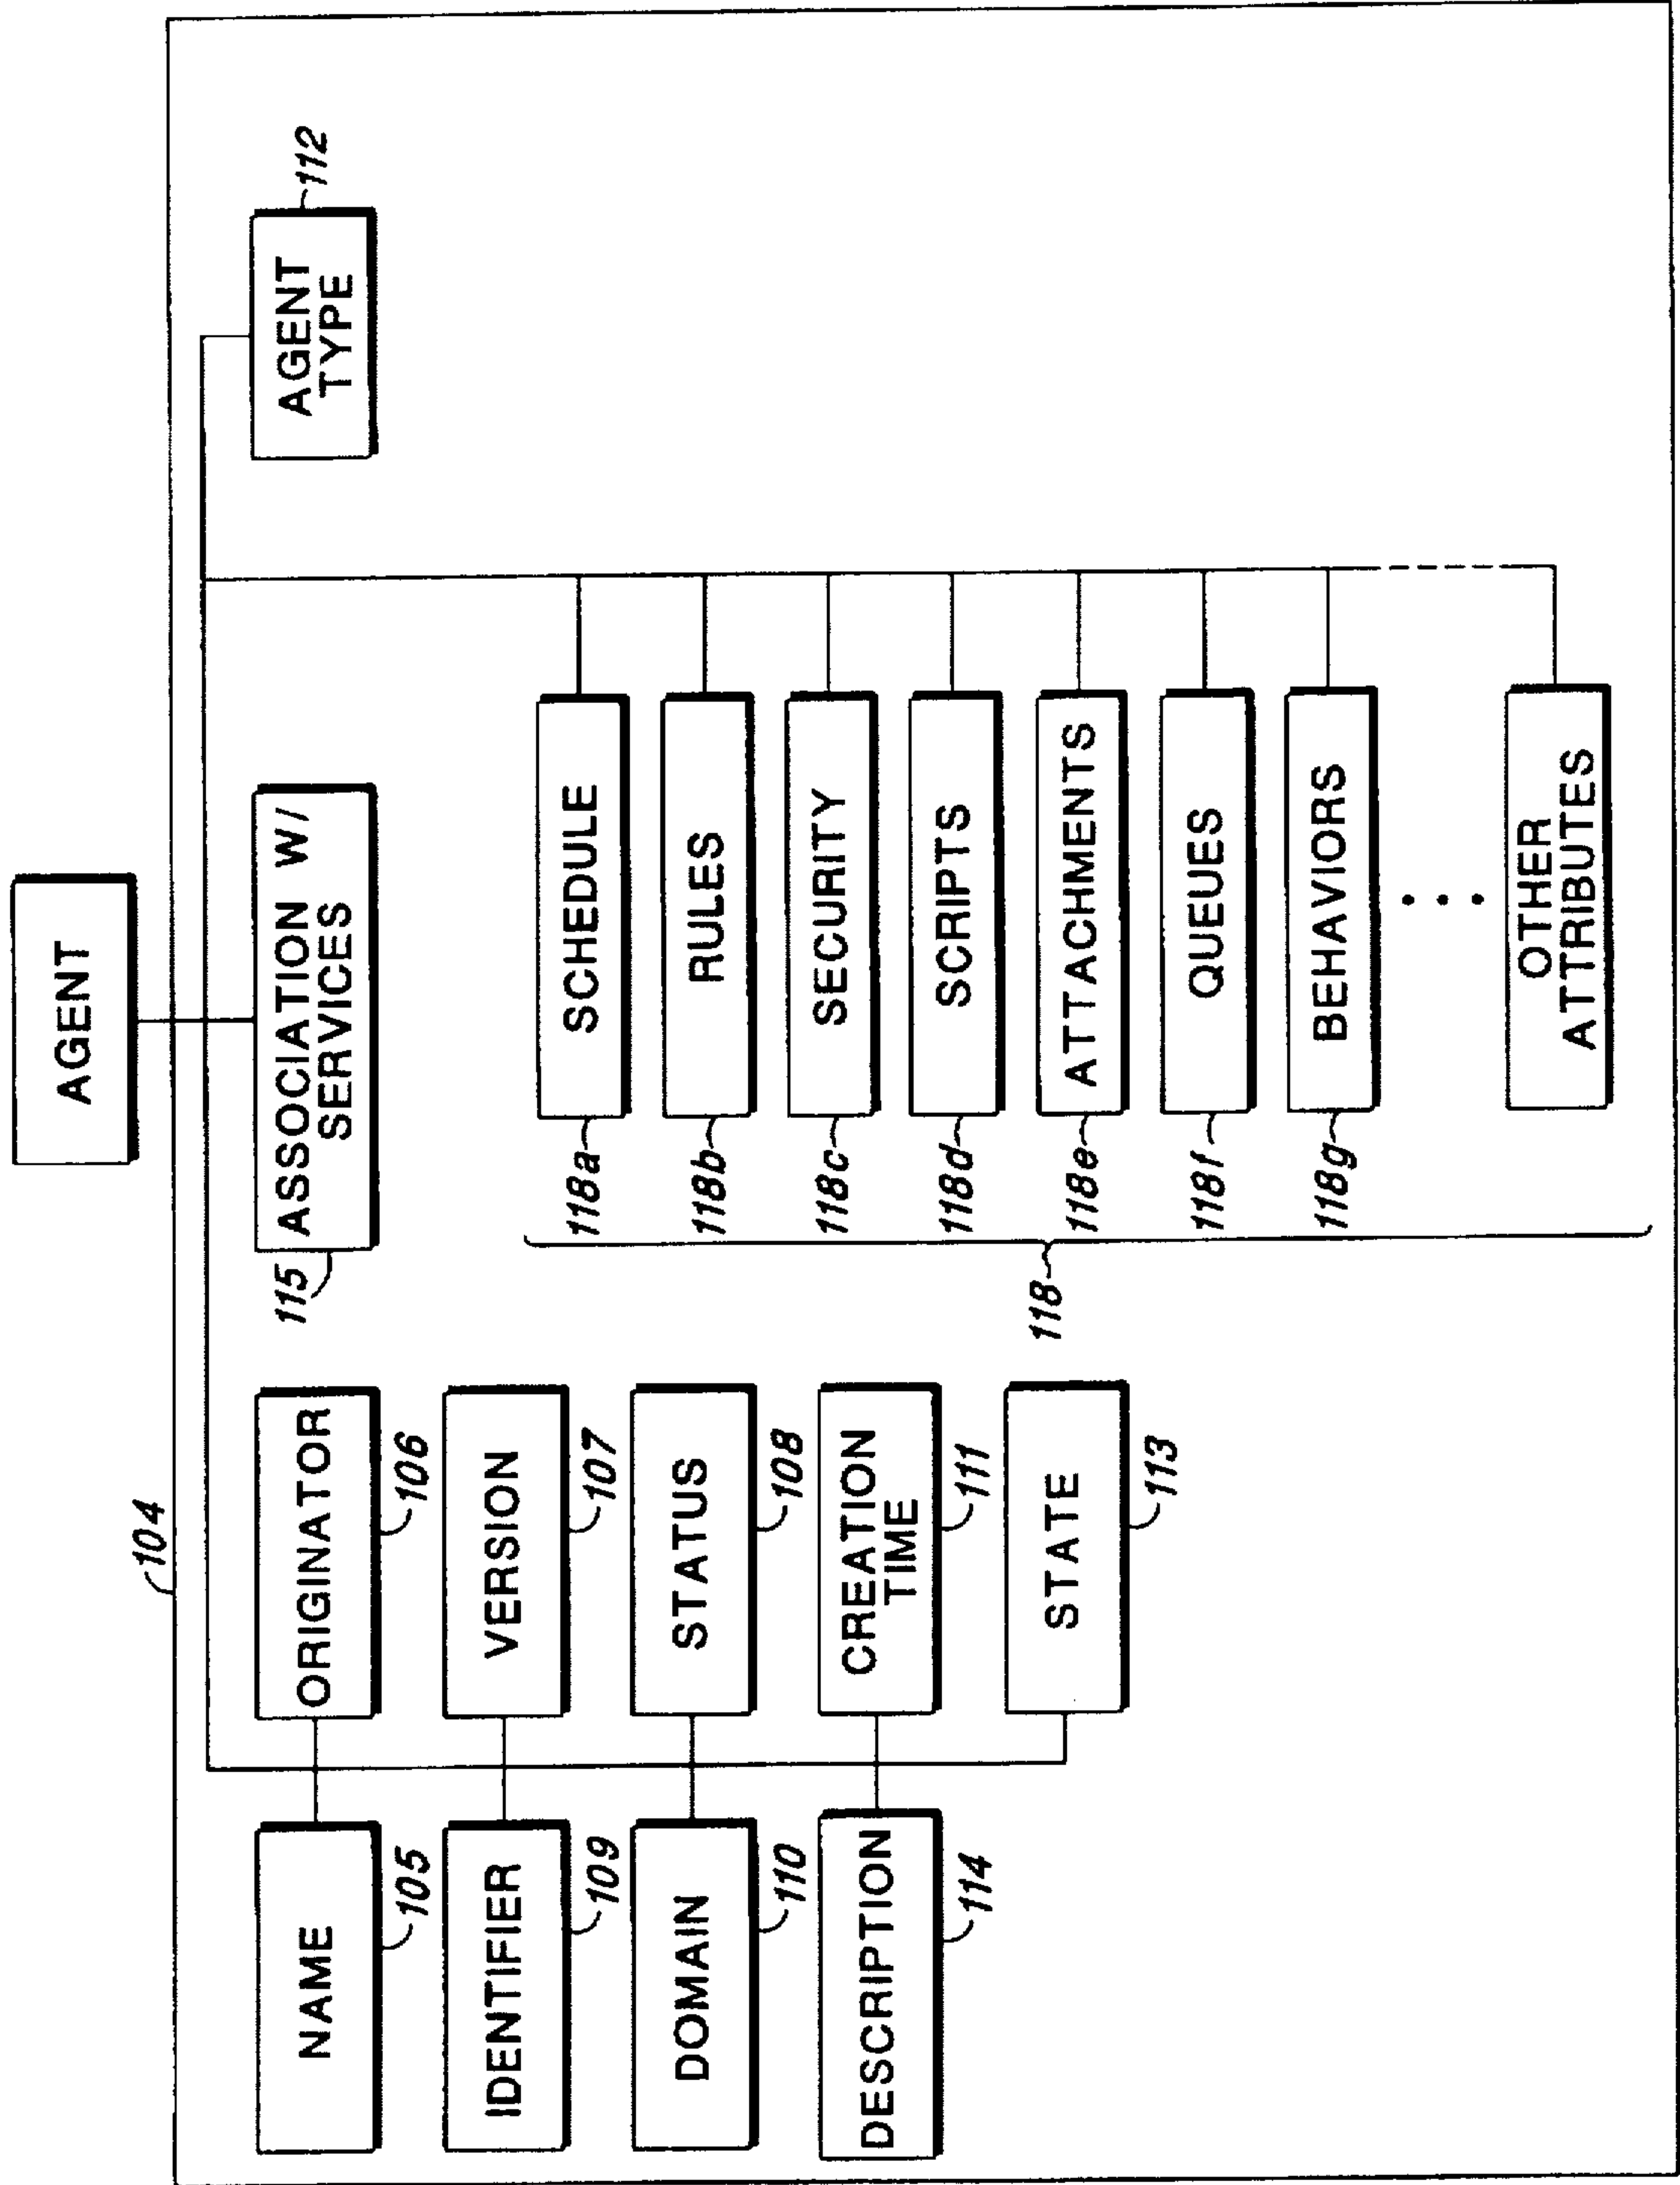 AGENT
104
NAME
105
ORIGINATOR
106
ASSOCIATION W/
SERVICES
115
AGENT
TYPE
112
IDENTIFIER
109
VERSION
107
DOMAIN
110
STATUS
108
DESCRIPTION
114
CREATION
TIME
111
STATE
113
118
118a
SCHEDULE
118b
RULES
118c
SECURITY
118d
SCRIPTS
118e
ATTACHMENTS
118f
QUEUES
118g
BEHAVIORS
OTHER
ATTRIBUTES